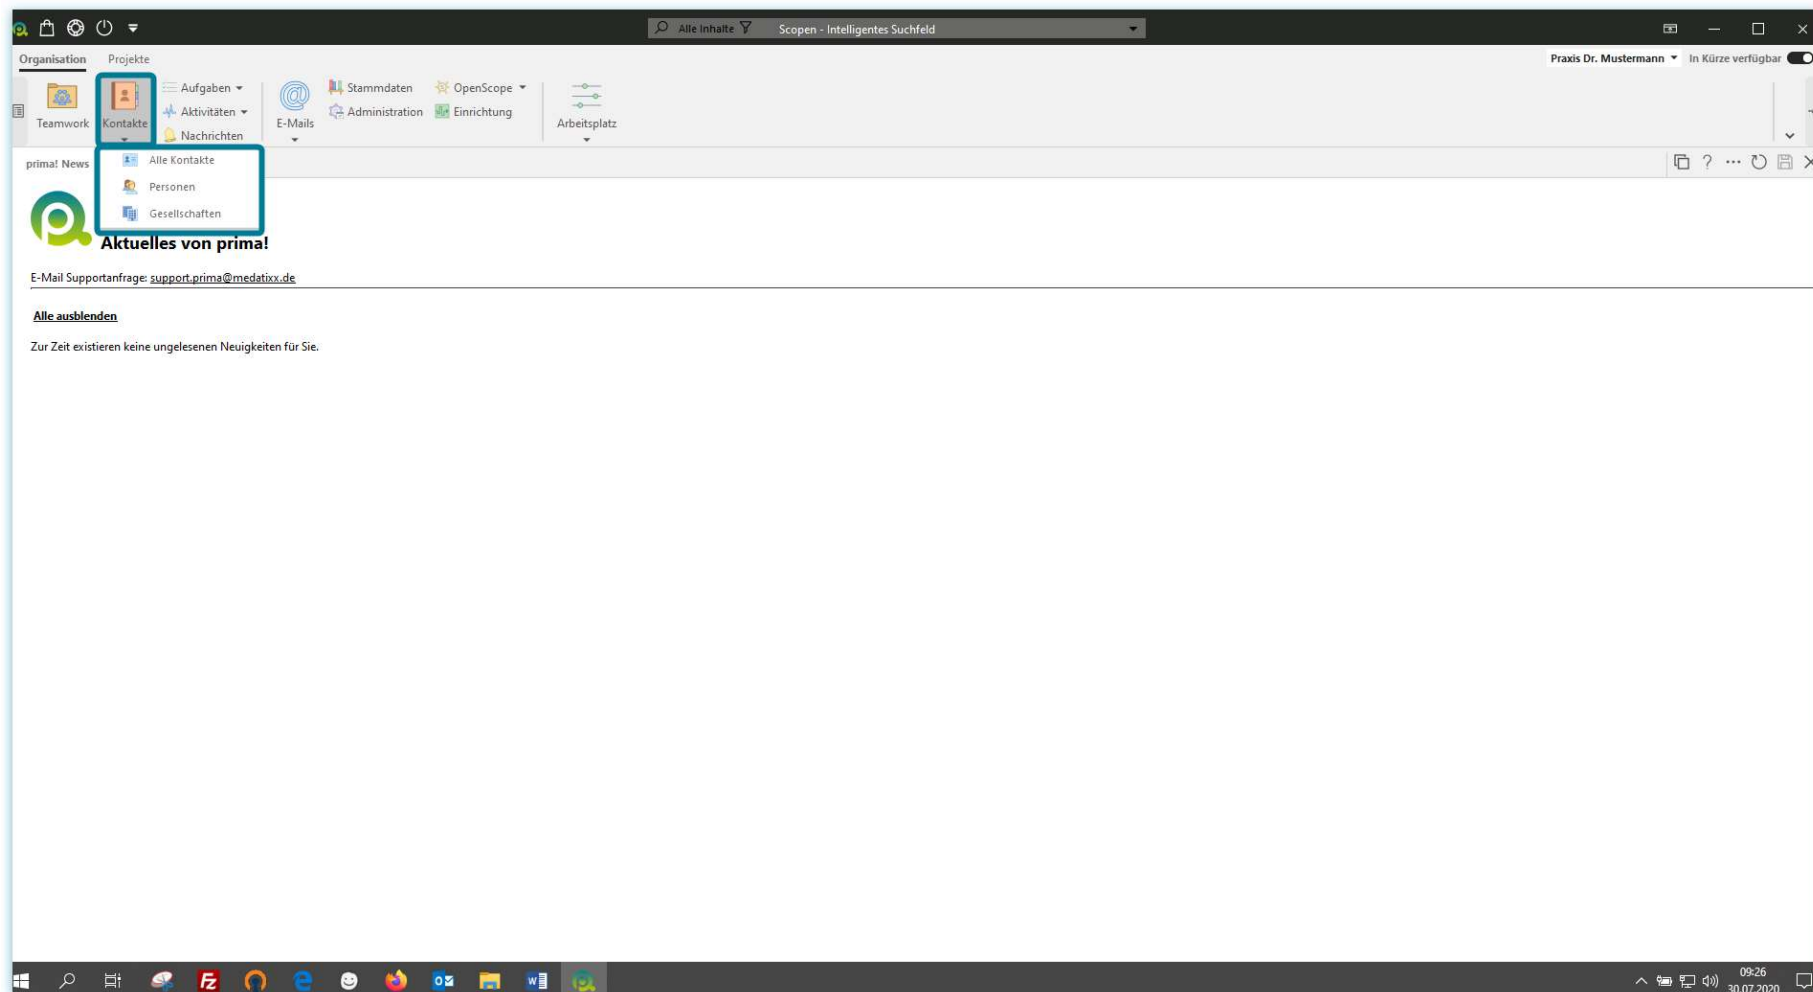 Alle Inhalte Scopen - Intelligentes Suchfeld
Organisation Projekte Praxis Dr. Mustermann In Kürze verfügbar
Teamwork
Kontakte
Aufgaben
Aktivitäten
Nachrichten
E-Mails
Stammdaten
Administration
OpenScope
Einrichtung
Arbeitsplatz
prima! News
Alle Kontakte
Personen
Gesellschaften
Aktuelles von prima!
E-Mail Supportanfrage: support.prima@medatixx.de
Alle ausblenden
Zur Zeit existieren keine ungelesenen Neuigkeiten für Sie.
09:26
30.07.2020